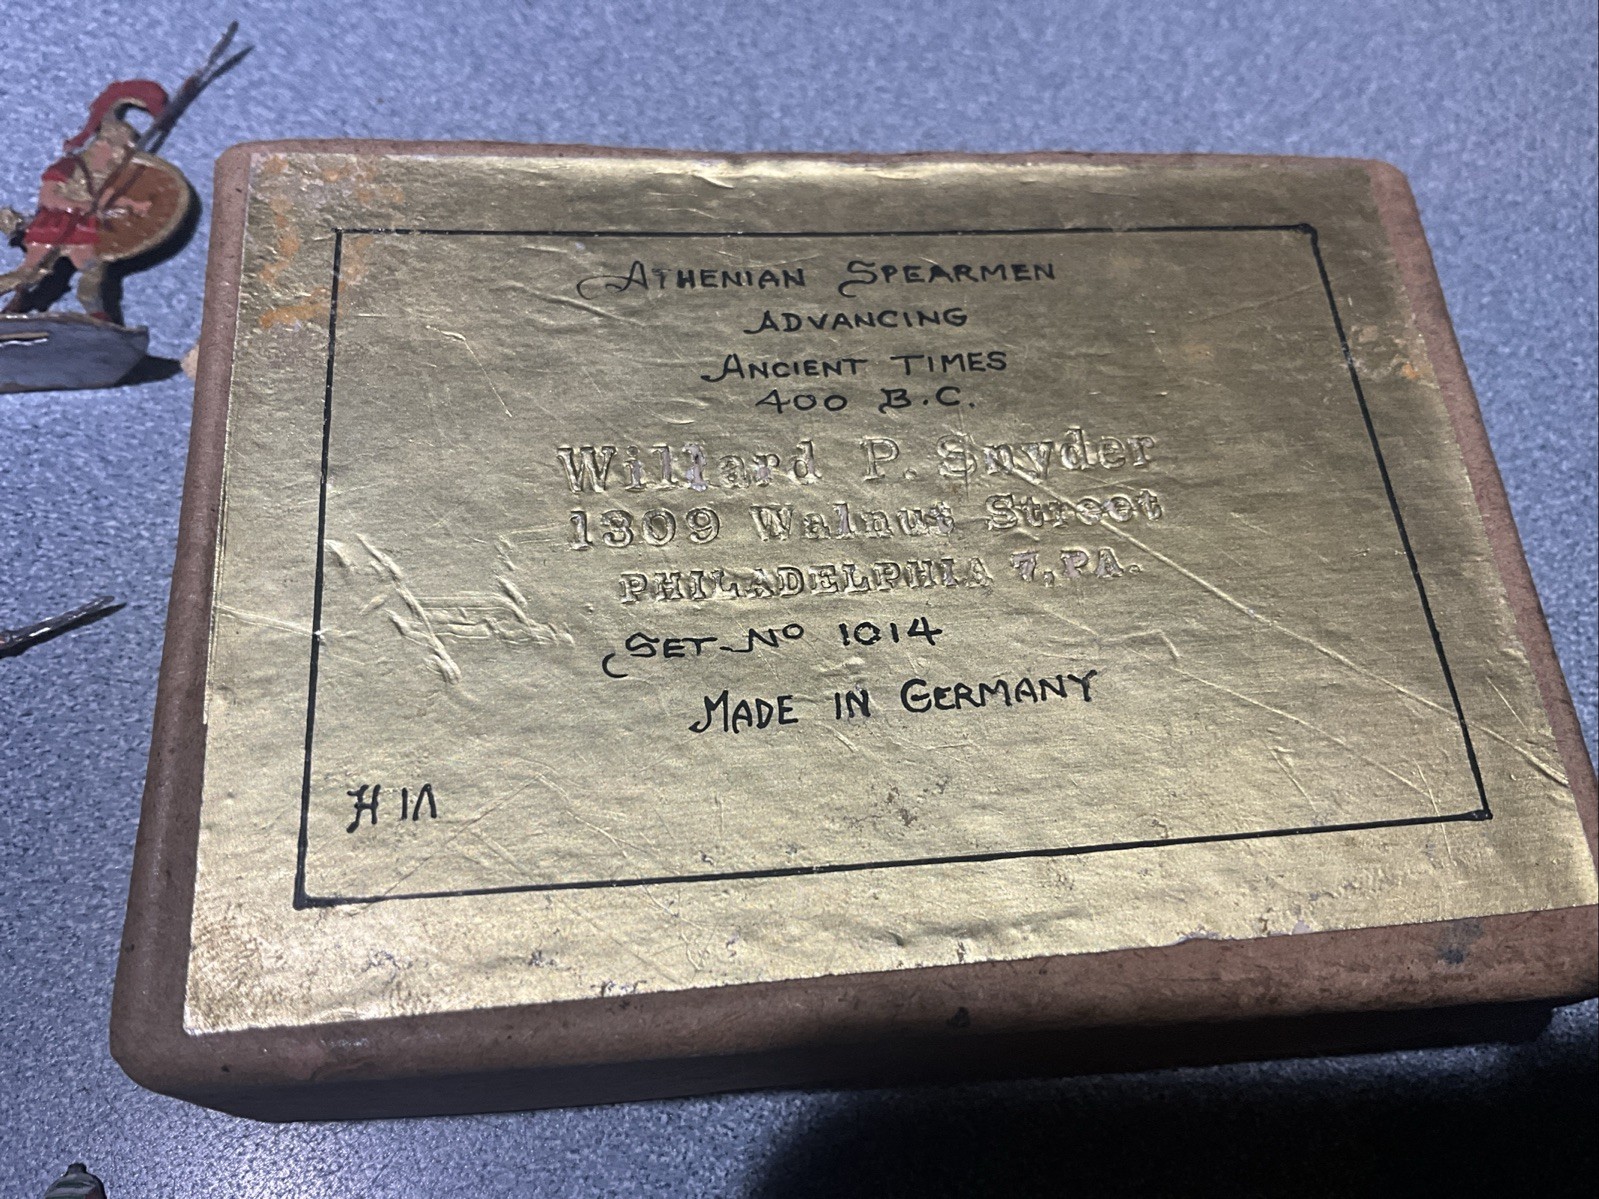 ATHENIAN SPEARMEN
ADVANCING
ANCIENT TIMES
400 B.C.
Willard P. Snyder
1309 Walnut Street
PHILADELPHIA 7, PA.
SET-Nº 1014
MADE IN GERMANY